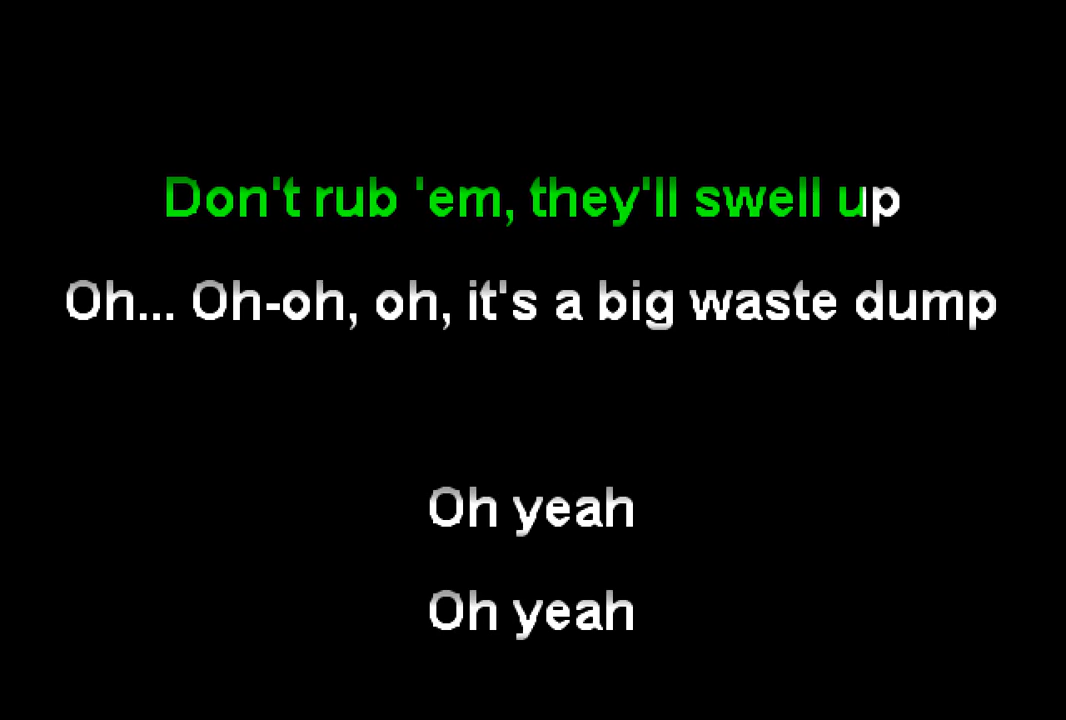 Don't rub 'em, they'll swell up
Oh... Oh-oh, oh, it's a big waste dump
Oh yeah
Oh yeah